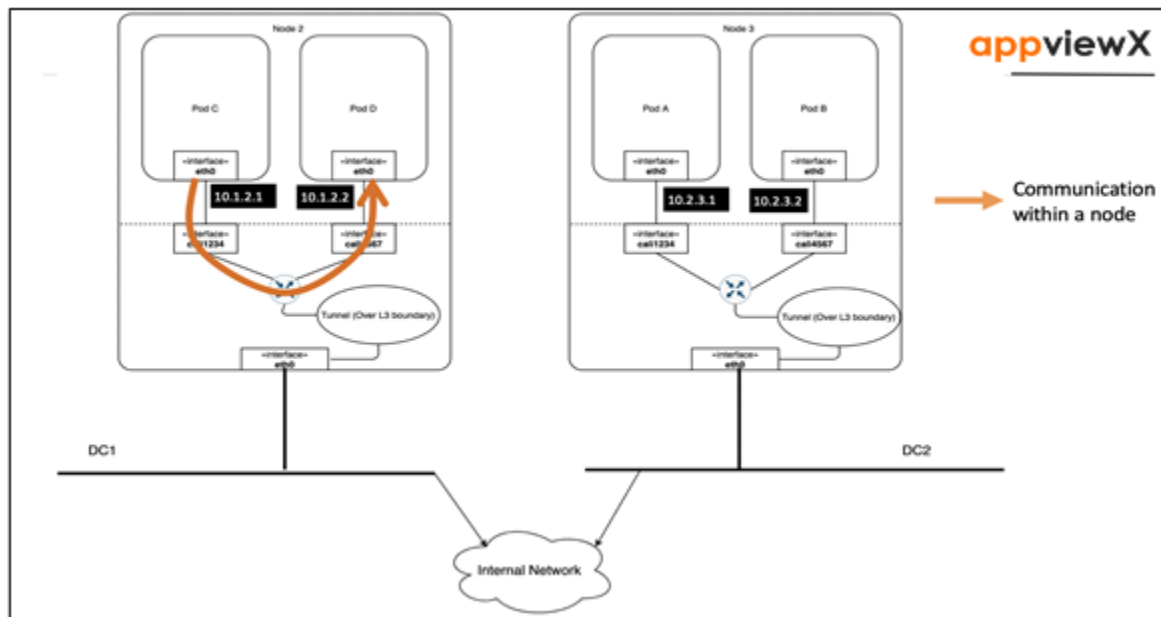 Node 2
Node 3
appviewX
Pod C
Pod D
Pod A
Pod B
«interface»
eth0
«interface»
eth0
«interface»
eth0
«interface»
eth0
10.1.2.1
10.1.2.2
10.2.3.1
10.2.3.2
Communication
within a node
«interface»
«interface»
«interface»
cali1234
«interface»
cali4567
Tunnel (Over L3 boundary)
Tunnel (Over L3 boundary)
«interface»
eth0
«interface»
eth0
DC1
DC2
Internal Network